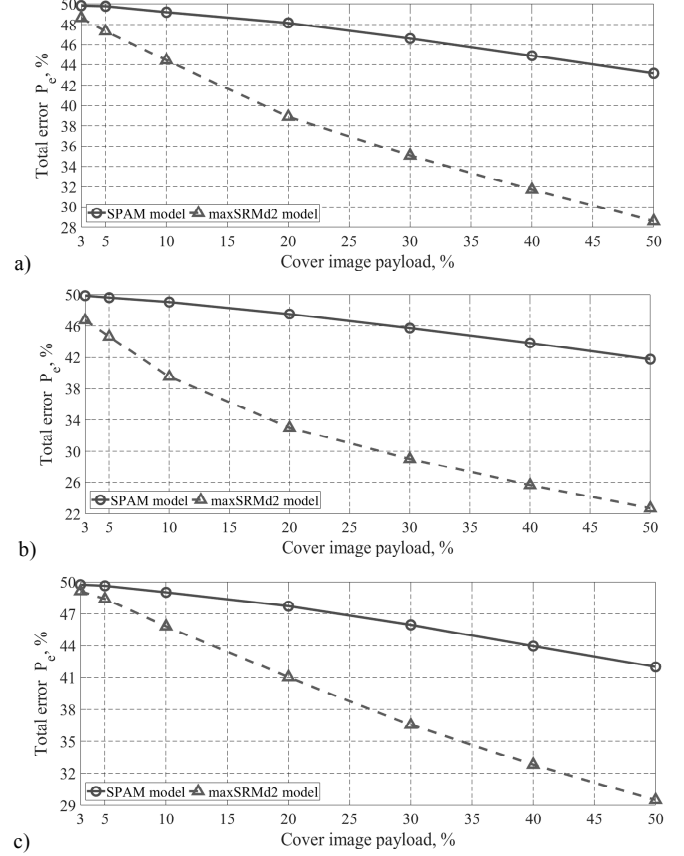 50
48
46
44
42
40
38
36
34
32
30
28
Total error P_e, %
SPAM model maxSRMd2 model
3 5 10 15 20 25 30 35 40 45 50
Cover image payload, %
a)
50
46
42
38
34
30
26
22
Total error P_e, %
SPAM model maxSRMd2 model
3 5 10 15 20 25 30 35 40 45 50
Cover image payload, %
b)
50
47
44
41
38
35
32
29
Total error P_e, %
SPAM model maxSRMd2 model
3 5 10 15 20 25 30 35 40 45 50
Cover image payload, %
c)